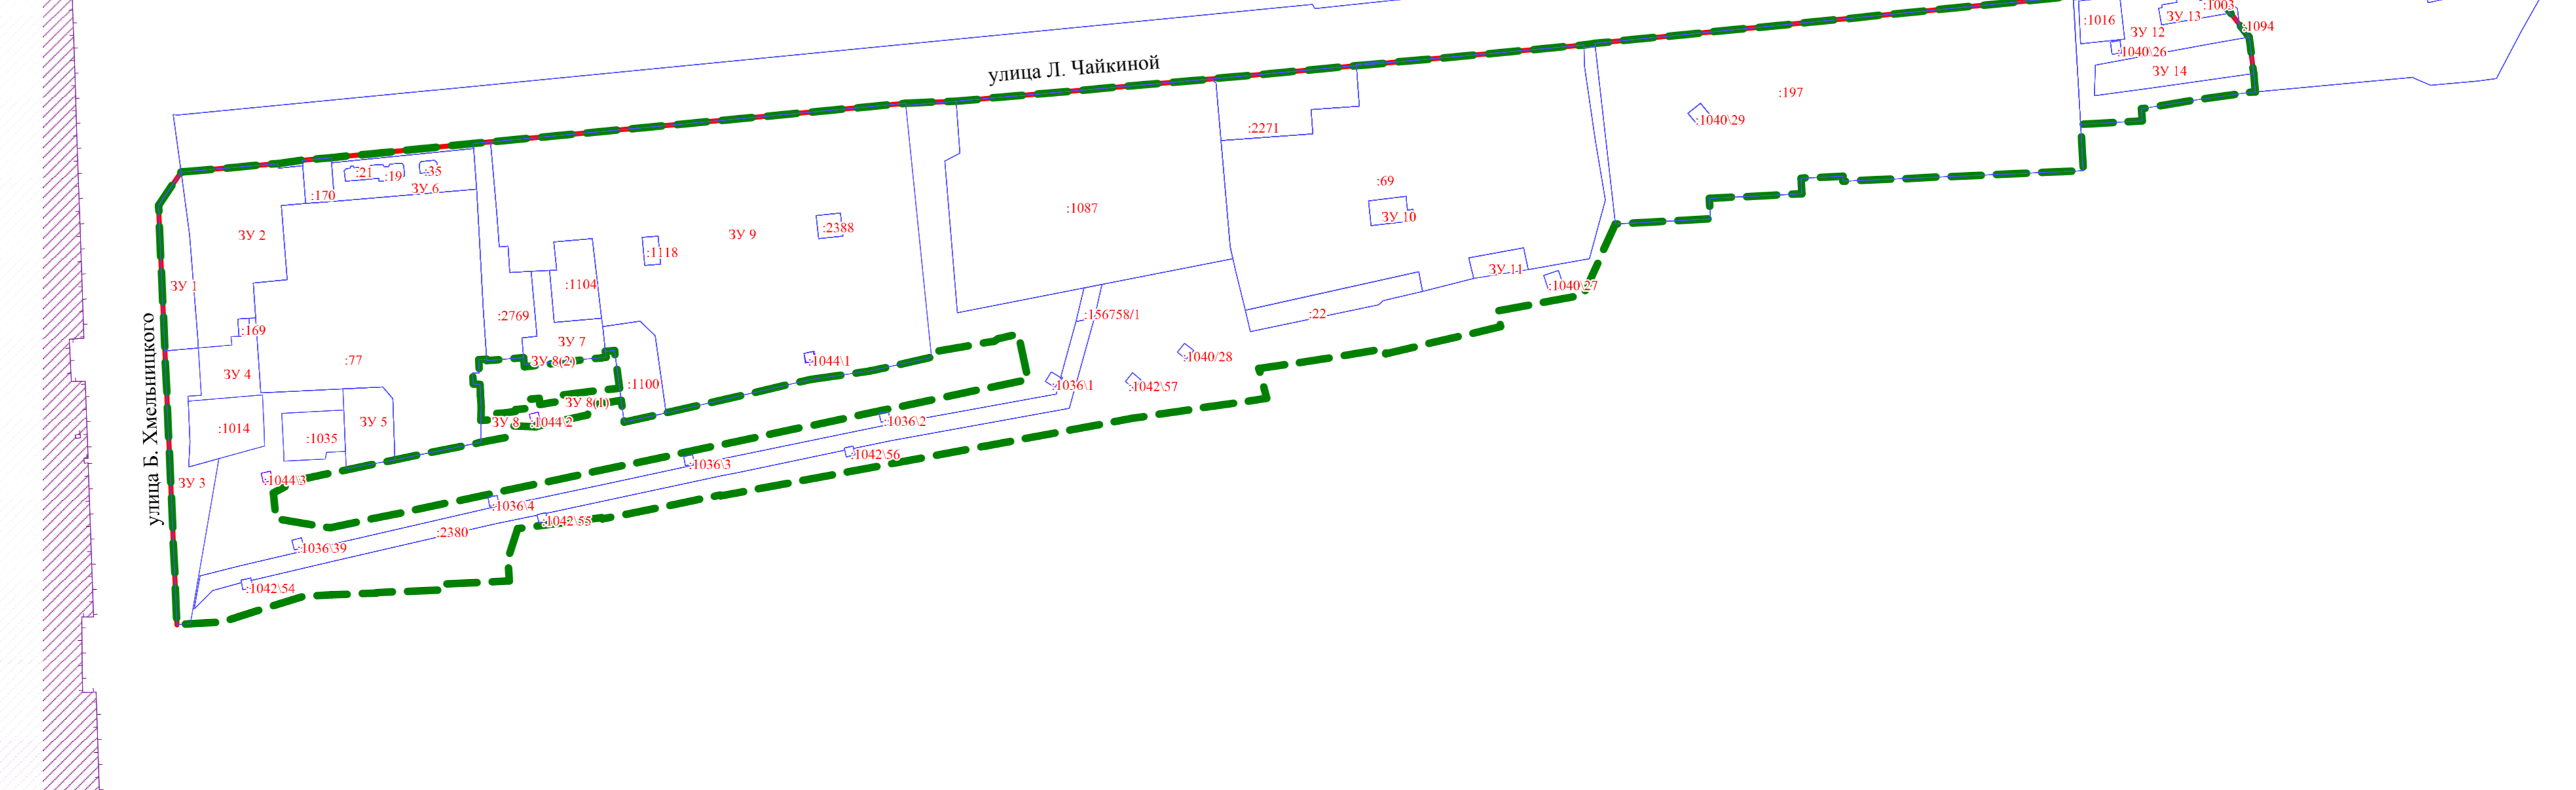 :1003
:1016
ЗУ 13
:1094
ЗУ 12
:1040\26
улица Л. Чайкиной
ЗУ 14
:197
:1040\29
:2271
:21
:19
:35
ЗУ 6
:170
:69
:1087
ЗУ 10
ЗУ 2
ЗУ 9
:2388
:1118
ЗУ 11
ЗУ 1
:1104
:1040\27
:2769
:156758/1
:22
:169
ЗУ 7
:77
ЗУ 8(2)
:1044\1
:1040\28
ЗУ 4
:1100
:1036\1
:1042\57
улица Б. Хмельницкого
ЗУ 8(1)
ЗУ 5
ЗУ 8
:1044\2
:1036\2
:1014
:1035
:1042\56
:1036\3
:1044\3
ЗУ 3
:1036\4
:1042\55
:2380
:1036\39
:1042\54